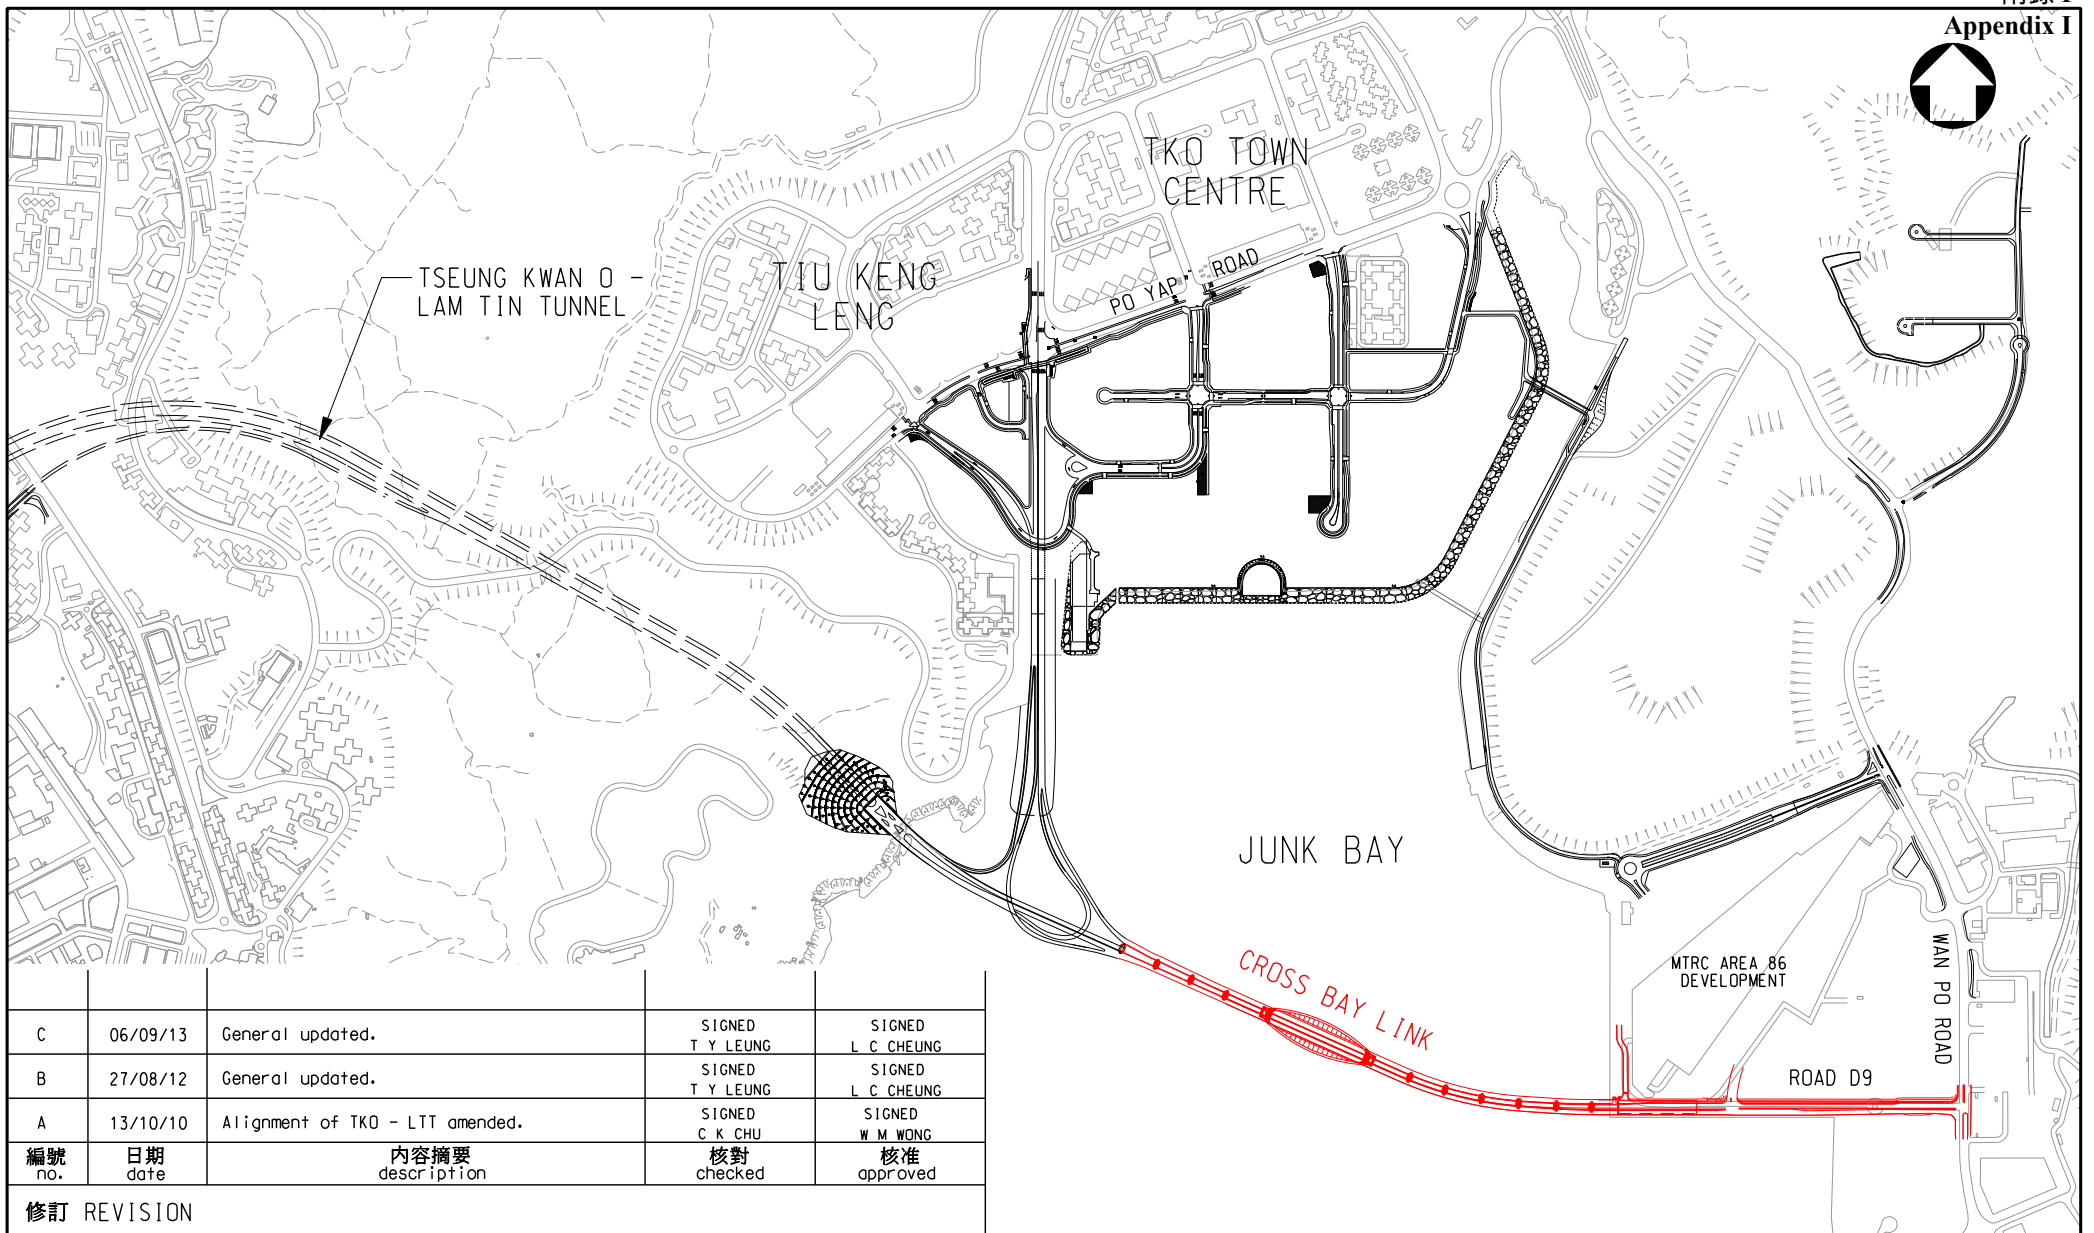 Appendix I
TKO TOWN
CENTRE
TSEUNG KWAN O -
LAM TIN TUNNEL
TIU KENG
LENG
PO YAP ROAD
JUNK BAY
CROSS BAY LINK
MTRC AREA 86
DEVELOPMENT
WAN PO ROAD
ROAD D9
C 06/09/13 General updated. SIGNED T Y LEUNG SIGNED L C CHEUNG
B 27/08/12 General updated. SIGNED T Y LEUNG SIGNED L C CHEUNG
A 13/10/10 Alignment of TKO - LTT amended. SIGNED C K CHU SIGNED W M WONG
編號 日期 內容摘要 核對 核准
no. date description checked approved
修訂 REVISION